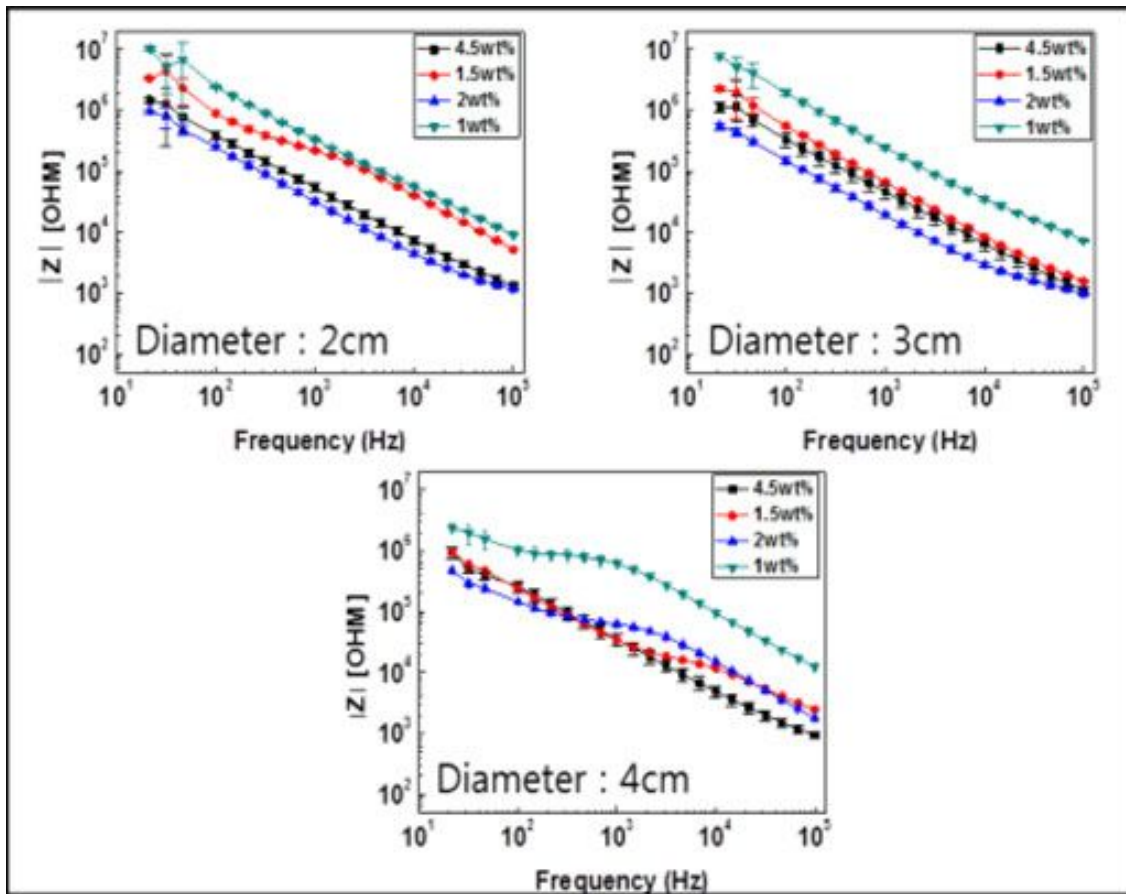 10⁷
10⁶
10⁵
10⁴
10³
10²
|Z| [OHM]
4.5wt%
1.5wt%
2wt%
1wt%
Diameter : 2cm
10¹ 10² 10³ 10⁴ 10⁵
Frequency (Hz)
10⁷
10⁶
10⁵
10⁴
10³
10²
|Z| [OHM]
4.5wt%
1.5wt%
2wt%
1wt%
Diameter : 3cm
10¹ 10² 10³ 10⁴ 10⁵
Frequency (Hz)
10⁷
10⁶
10⁵
10⁴
10³
10²
|Z| [OHM]
4.5wt%
1.5wt%
2wt%
1wt%
Diameter : 4cm
10¹ 10² 10³ 10⁴ 10⁵
Frequency (Hz)